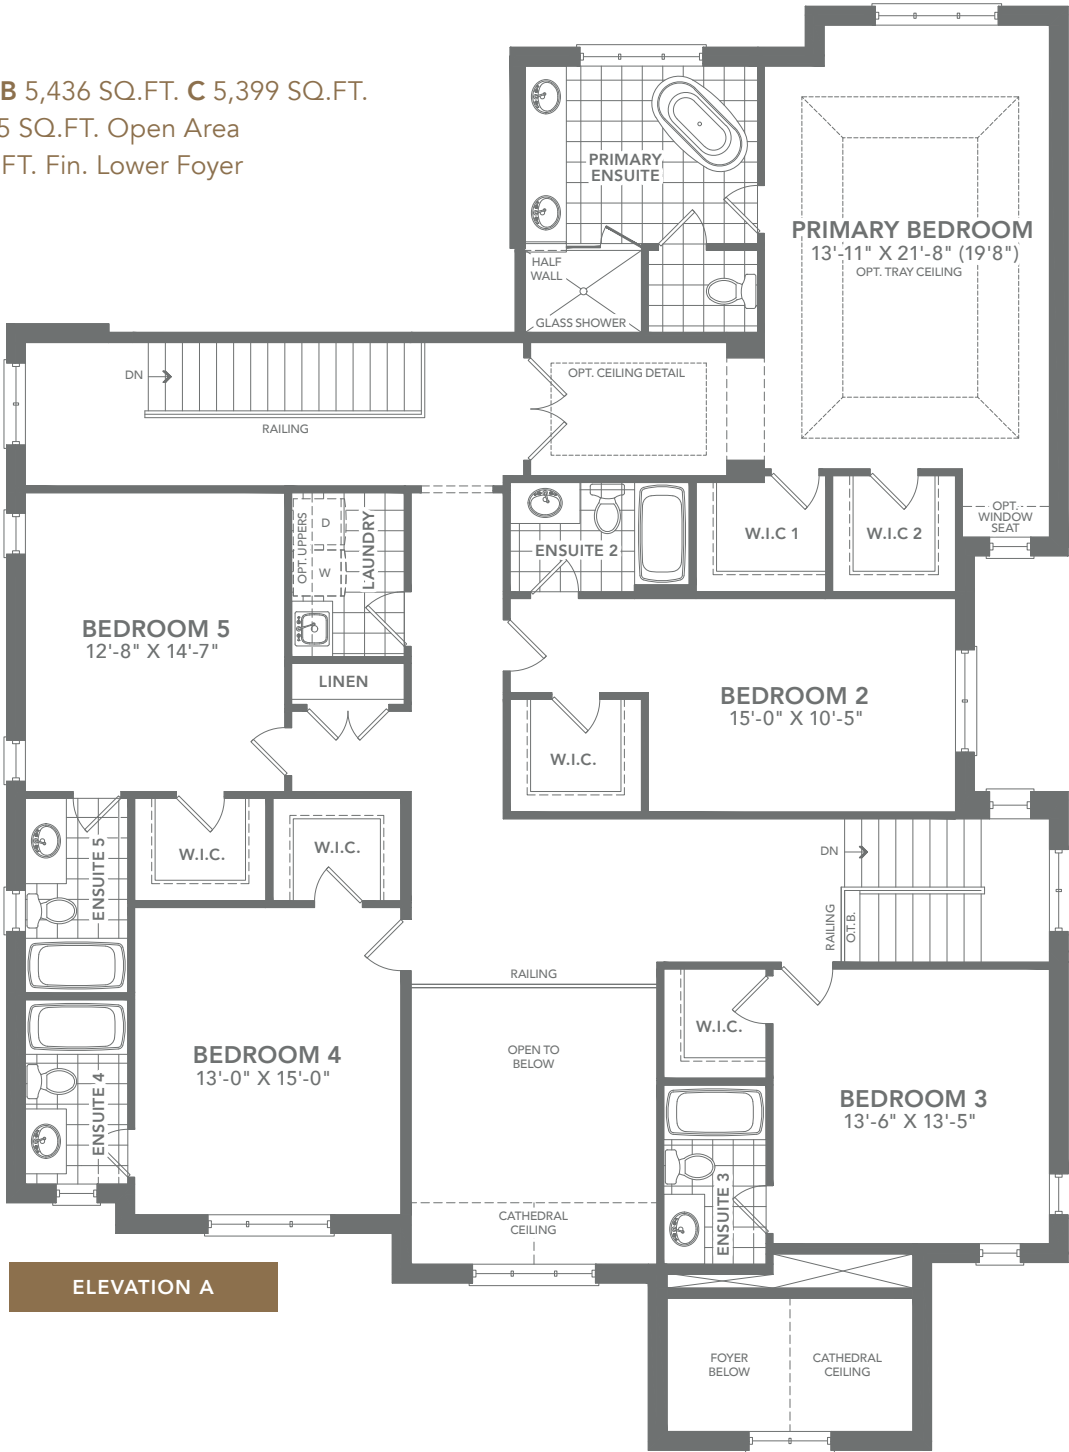 B 5,436 SQ.FT. C 5,399 SQ.FT.
5 SQ.FT. Open Area
FT. Fin. Lower Foyer
PRIMARY
ENSUITE
PRIMARY BEDROOM
13'-11" X 21'-8" (19'8")
OPT. TRAY CEILING
HALF
WALL
GLASS SHOWER
DN
RAILING
OPT. CEILING DETAIL
OPT. UPPERS
D
W
LAUNDRY
ENSUITE 2
W.I.C 1
W.I.C 2
OPT.
WINDOW
SEAT
BEDROOM 5
12'-8" X 14'-7"
LINEN
BEDROOM 2
15'-0" X 10'-5"
W.I.C.
ENSUITE 5
W.I.C.
W.I.C.
DN
RAILING
O.T.B.
RAILING
W.I.C.
OPEN TO
BELOW
BEDROOM 4
13'-0" X 15'-0"
ENSUITE 4
BEDROOM 3
13'-6" X 13'-5"
ENSUITE 3
CATHEDRAL
CEILING
ELEVATION A
FOYER
BELOW
CATHEDRAL
CEILING